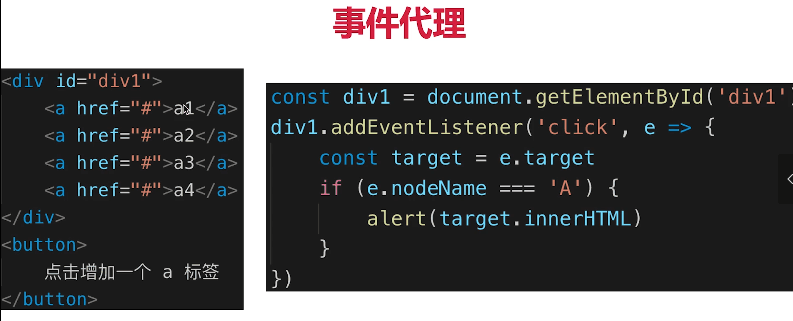 事件代理
<div id="div1">
    <a href="#">a1</a>
    <a href="#">a2</a>
    <a href="#">a3</a>
    <a href="#">a4</a>
</div>
<button>
    点击增加一个 a 标签
</button>
const div1 = document.getElementById('div1')
div1.addEventListener('click', e => {
    const target = e.target
    if (e.nodeName === 'A') {
        alert(target.innerHTML)
    }
})